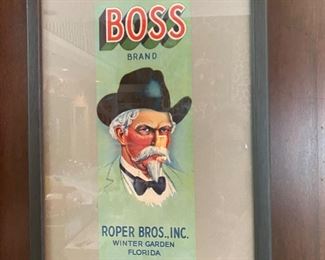 BOSS
BRAND
ROPER BROS., INC.
WINTER GARDEN
FLORIDA